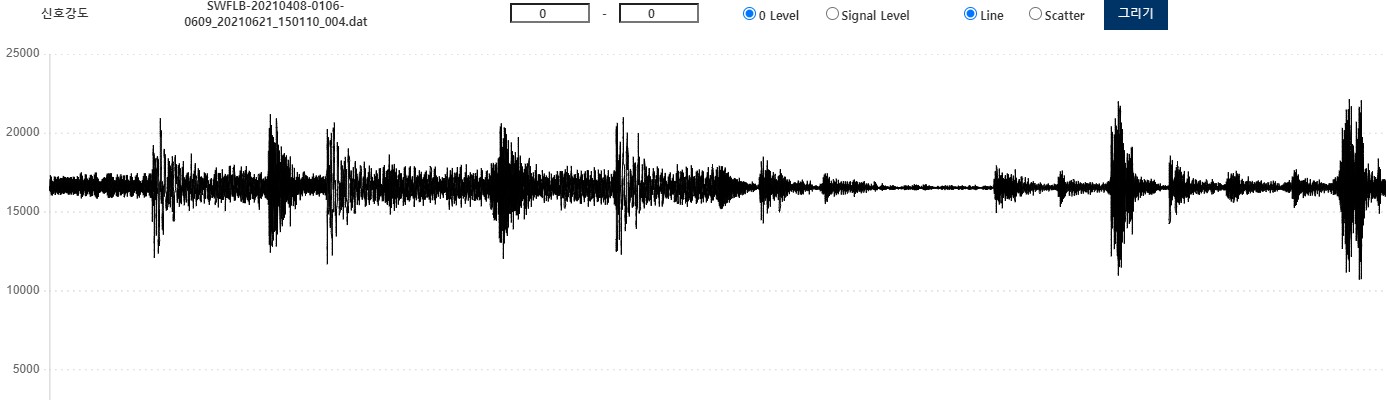 신호강도
SWFLB-20210408-0106-
0609_20210621_150110_004.dat
0 - 0
0 Level Signal Level
Line Scatter
그리기
25000
20000
15000
10000
5000